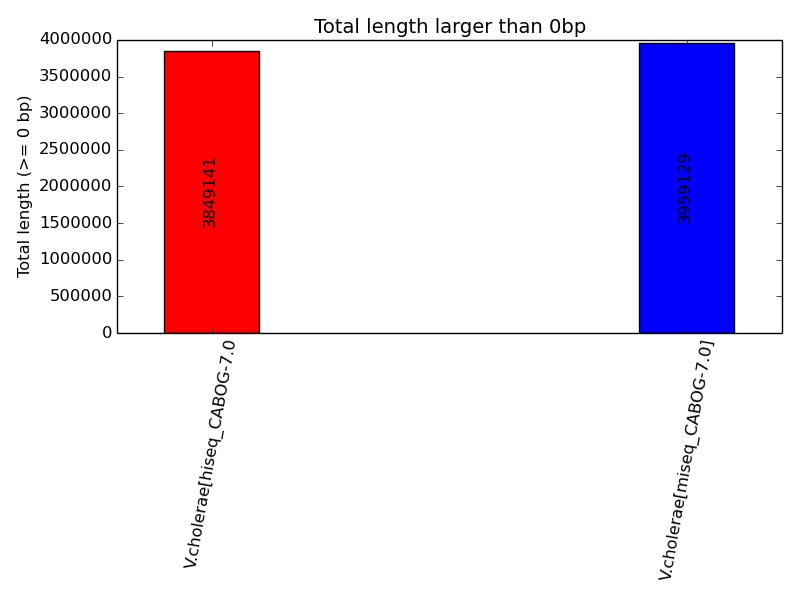 Total length larger than 0bp
Total length (>= 0 bp)
4000000
3500000
3000000
2500000
2000000
1500000
1000000
500000
0
3849141
3959129
V.cholerae[hiseq_CABOG-7.0
V.cholerae[miseq_CABOG-7.0]